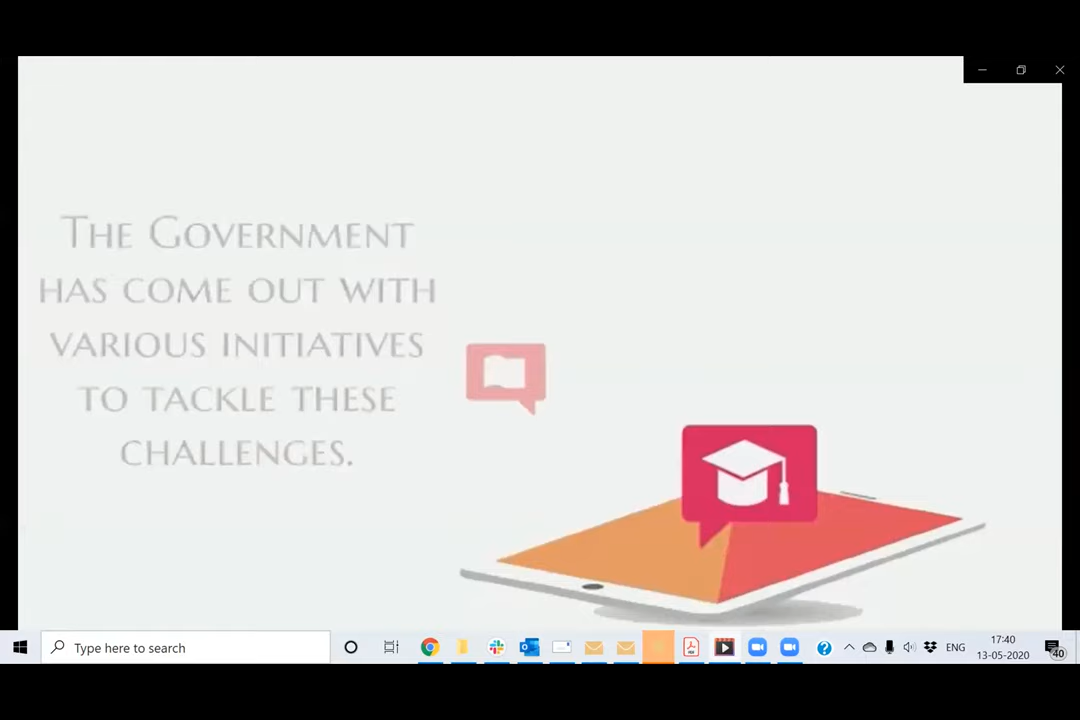 THE GOVERNMENT
HAS COME OUT WITH
VARIOUS INITIATIVES
TO TACKLE THESE
CHALLENGES.
Type here to search
ENG
17:40
13-05-2020
40